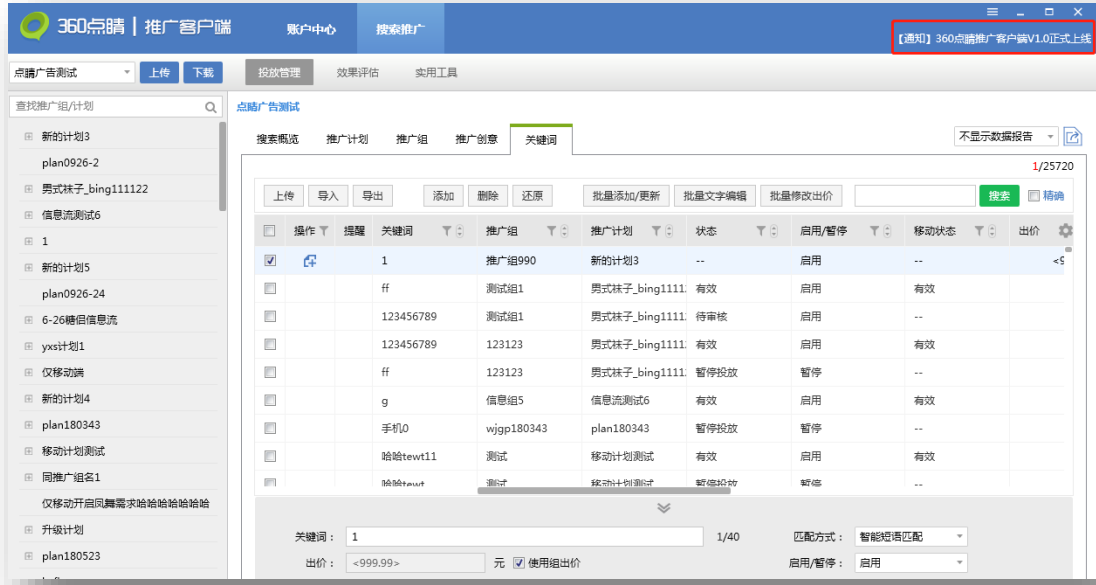 360点睛 | 推广客户端 账户中心 搜索推广
【通知】360点睛推广客户端V1.0正式上线
点睛广告测试 上传 下载 投放管理 效果评估 实用工具
查找推广组/计划
新的计划3
plan0926-2
男式袜子_bing111122
信息流测试6
1
新的计划5
plan0926-24
6-26糖侣信息流
yxs计划1
仅移动端
新的计划4
plan180343
移动计划测试
同推广组名1
仅移动开启凤舞需求哈哈哈哈哈哈哈
升级计划
plan180523
点睛广告测试
搜索概览 推广计划 推广组 推广创意 关键词 不显示数据报告
1/25720
上传 导入 导出 添加 删除 还原 批量添加/更新 批量文字编辑 批量修改出价 搜索 精确
操作 提醒 关键词 推广组 推广计划 状态 启用/暂停 移动状态 出价
1 推广组990 新的计划3 -- 启用 -- <9
ff 测试组1 男式袜子_bing1111 有效 启用 有效
123456789 测试组1 男式袜子_bing1111 待审核 启用 --
123456789 123123 男式袜子_bing1111 有效 启用 有效
ff 123123 男式袜子_bing1111 暂停投放 暂停 --
g 信息组5 信息流测试6 有效 启用 有效
手机0 wjgp180343 plan180343 暂停投放 暂停 --
哈哈tewt11 测试 移动计划测试 有效 启用 有效
哈哈tewt 测试 移动计划测试 暂停投放 暂停 --
关键词： 1 1/40 匹配方式： 智能短语匹配
出价： <999.99> 元 使用组出价 启用/暂停： 启用